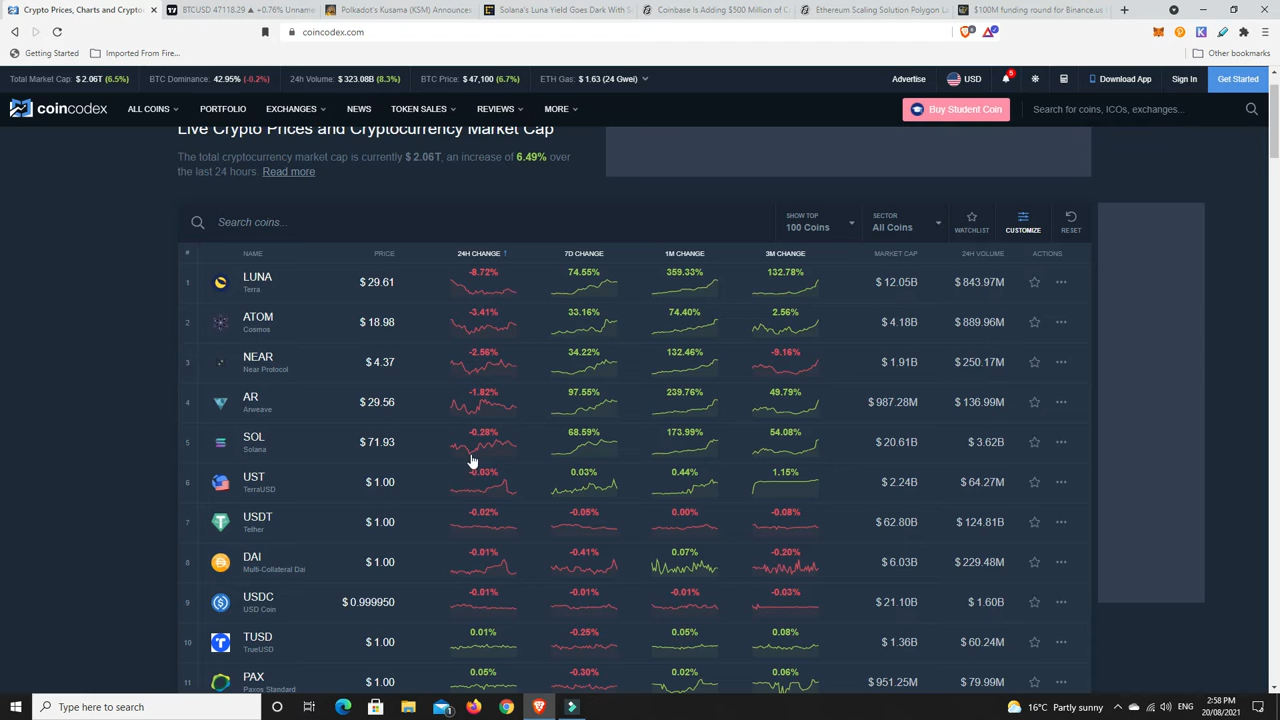 Crypto Prices, Charts and Crypto
BTCUSD 47118.29 ▲ +0.76% Unname
Polkadot's Kusama (KSM) Announces
Solana's Luna Yield Goes Dark With S
Coinbase Is Adding $500 Million of C
Ethereum Scaling Solution Polygon L
$100M funding round for Binance.us
coincodex.com
Getting Started
Imported From Fire...
Other bookmarks
Total Market Cap: $ 2.06T (6.5%)
BTC Dominance: 42.95% (-0.2%)
24h Volume: $ 323.08B (8.3%)
BTC Price: $ 47,100 (6.7%)
ETH Gas: $ 1.63 (24 Gwei)
Advertise
USD
5
Download App
Sign In
Get Started
coincodex
ALL COINS
PORTFOLIO
EXCHANGES
NEWS
TOKEN SALES
REVIEWS
MORE
Buy Student Coin
Search for coins, ICOs, exchanges...
Live Crypto Prices and Cryptocurrency Market Cap
The total cryptocurrency market cap is currently $ 2.06T, an increase of 6.49% over
the last 24 hours. Read more
Search coins...
SHOW TOP
100 Coins
SECTOR
All Coins
WATCHLIST
CUSTOMIZE
RESET
# NAME PRICE 24H CHANGE ↑ 7D CHANGE 1M CHANGE 3M CHANGE MARKET CAP 24H VOLUME ACTIONS
1 LUNA $ 29.61 -8.72% 74.55% 359.33% 132.78% $ 12.05B $ 843.97M
Terra
2 ATOM $ 18.98 -3.41% 33.16% 74.40% 2.56% $ 4.18B $ 889.96M
Cosmos
3 NEAR $ 4.37 -2.56% 34.22% 132.46% -9.16% $ 1.91B $ 250.17M
Near Protocol
4 AR $ 29.56 -1.82% 97.55% 239.76% 49.79% $ 987.28M $ 136.99M
Arweave
5 SOL $ 71.93 -0.28% 68.59% 173.99% 54.08% $ 20.61B $ 3.62B
Solana
6 UST $ 1.00 -0.03% 0.03% 0.44% 1.15% $ 2.24B $ 64.27M
TerraUSD
7 USDT $ 1.00 -0.02% -0.05% 0.00% -0.08% $ 62.80B $ 124.81B
Tether
8 DAI $ 1.00 -0.01% -0.41% 0.07% -0.20% $ 6.03B $ 229.48M
Multi-Collateral Dai
9 USDC $ 0.999950 -0.01% -0.01% -0.01% -0.03% $ 21.10B $ 1.60B
USD Coin
10 TUSD $ 1.00 0.01% -0.25% 0.05% 0.08% $ 1.36B $ 60.24M
TrueUSD
11 PAX $ 1.00 0.05% -0.30% 0.02% 0.06% $ 951.25M $ 79.99M
Paxos Standard
Type here to search
16°C Partly sunny
ENG
2:58 PM
20/08/2021